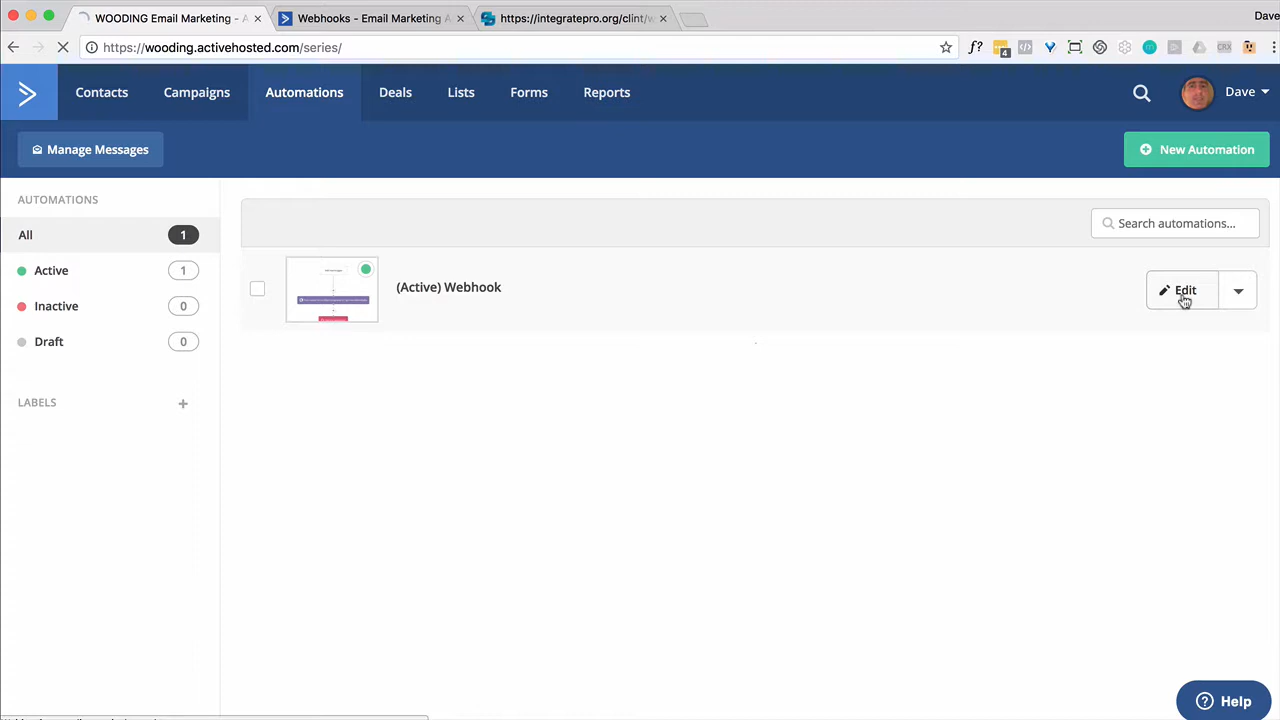 WOODING Email Marketing - A
Webhooks - Email Marketing A
https://integratepro.org/clint/w
Dave
https://wooding.activehosted.com/series/
f?
4
CRX
Contacts
Campaigns
Automations
Deals
Lists
Forms
Reports
Dave
Manage Messages
New Automation
AUTOMATIONS
All 1
Active 1
Inactive 0
Draft 0
LABELS +
Search automations...
(Active) Webhook
Edit
Help